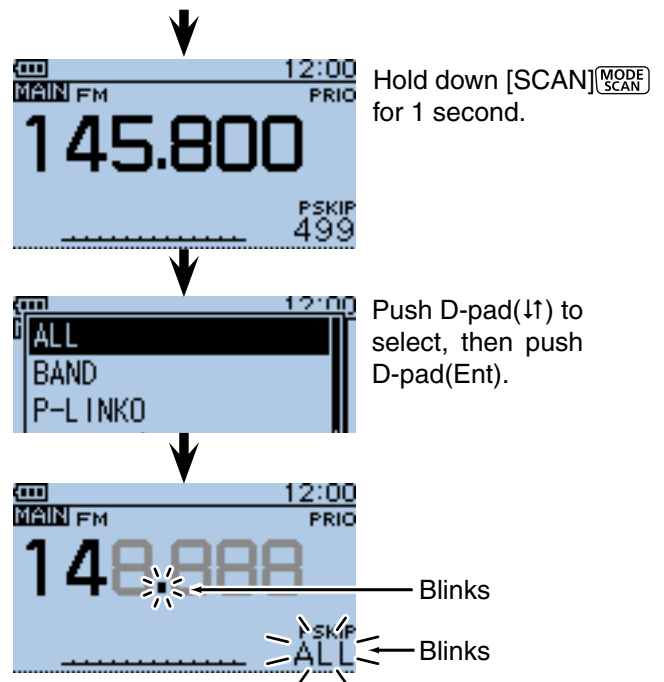 12:00
MAIN FM PRIO
145.800
PSKIP
499
Hold down [SCAN] MODE SCAN
for 1 second.
12:00
ALL
BAND
P-LINK0
Push D-pad(↓↑) to
select, then push
D-pad(Ent).
12:00
MAIN FM PRIO
148.888
Blinks
PSKIP
ALL
Blinks